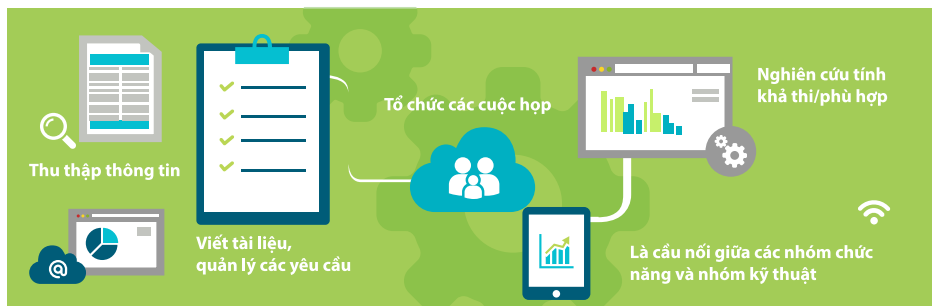 Thu thập thông tin
Viết tài liệu,
quản lý các yêu cầu
Tổ chức các cuộc họp
Nghiên cứu tính
khả thi/phù hợp
Là cầu nối giữa các nhóm chức
năng và nhóm kỹ thuật
@